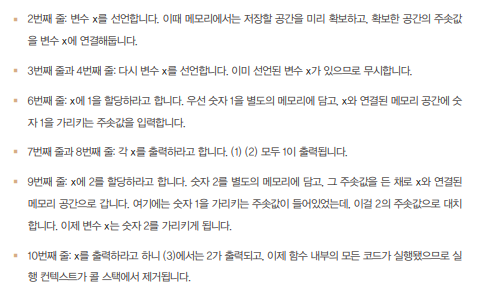 2번째 줄: 변수 x를 선언합니다. 이때 메모리에서는 저장할 공간을 미리 확보하고, 확보한 공간의 주솟값
을 변수 x에 연결해둡니다.
3번째 줄과 4번째 줄: 다시 변수 x를 선언합니다. 이미 선언된 변수 x가 있으므로 무시합니다.
6번째 줄: x에 1을 할당하라고 합니다. 우선 숫자 1을 별도의 메모리에 담고, x와 연결된 메모리 공간에 숫
자 1을 가리키는 주솟값을 입력합니다.
7번째 줄과 8번째 줄: 각 x를 출력하라고 합니다. (1) (2) 모두 1이 출력됩니다.
9번째 줄: x에 2를 할당하라고 합니다. 숫자 2를 별도의 메모리에 담고, 그 주솟값을 든 채로 x와 연결된
메모리 공간으로 갑니다. 여기에는 숫자 1을 가리키는 주솟값이 들어있었는데, 이걸 2의 주솟값으로 대치
합니다. 이제 변수 x는 숫자 2를 가리키게 됩니다.
10번째 줄: x를 출력하라고 하니 (3)에서는 2가 출력되고, 이제 함수 내부의 모든 코드가 실행됐으므로 실
행 컨텍스트가 콜 스택에서 제거됩니다.